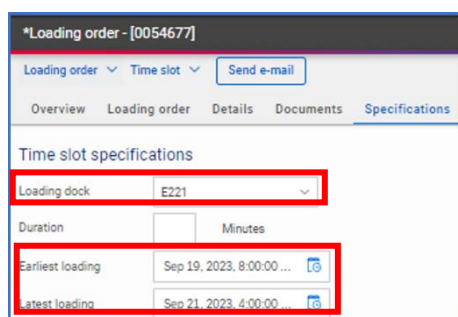 *Loading order - [0054677]
Loading order Time slot Send e-mail
Overview Loading order Details Documents Specifications
Time slot specifications
Loading dock E221
Duration Minutes
Earliest loading Sep 19, 2023, 8:00:00 ...
Latest loading Sep 21, 2023, 4:00:00 ...